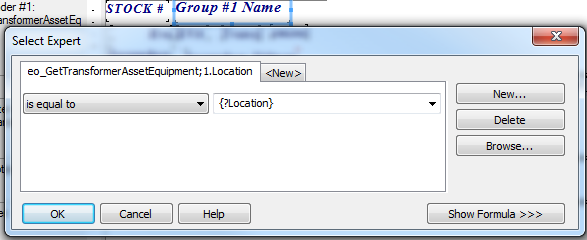 der #1:
STOCK #
Group #1 Name
ansformerAssetEq
Select Expert
eo_GetTransformerAssetEquipment;1.Location
<New>
is equal to
{?Location}
New...
Delete
Browse...
OK
Cancel
Help
Show Formula >>>